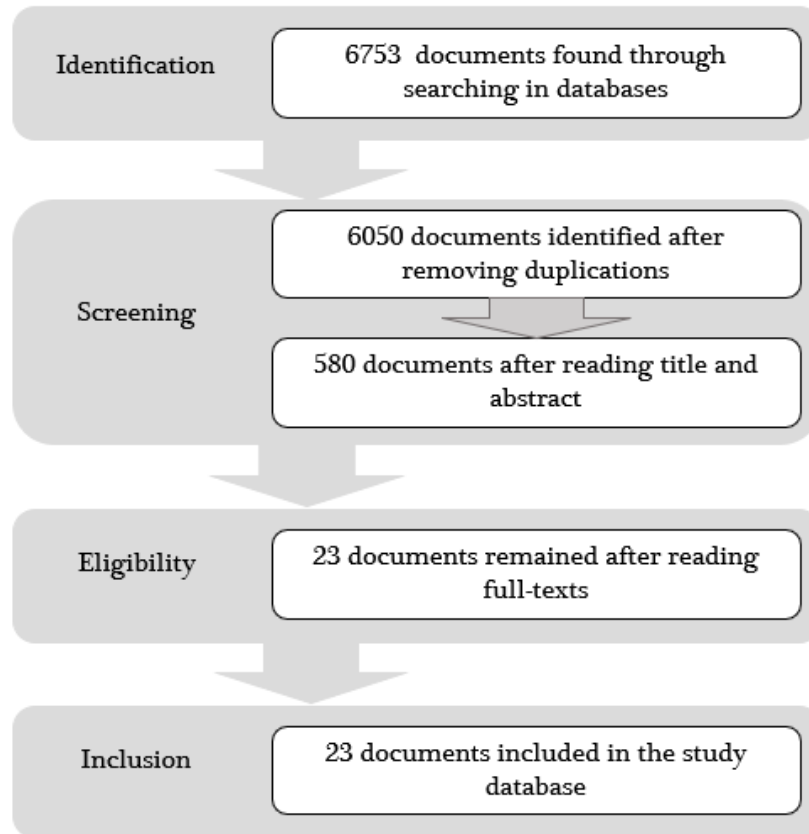 Identification
6753 documents found through
searching in databases
Screening
6050 documents identified after
removing duplications
580 documents after reading title and
abstract
Eligibility
23 documents remained after reading
full-texts
Inclusion
23 documents included in the study
database